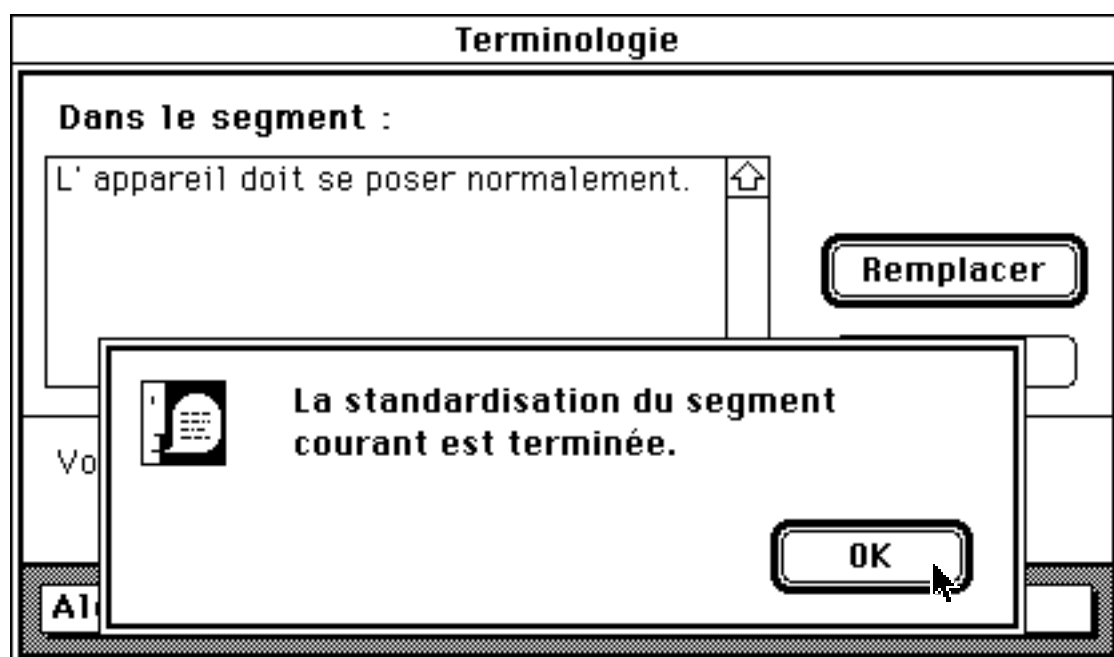 Terminologie
Dans le segment :
L' appareil doit se poser normalement.
Remplacer
La standardisation du segment
courant est terminée.
OK